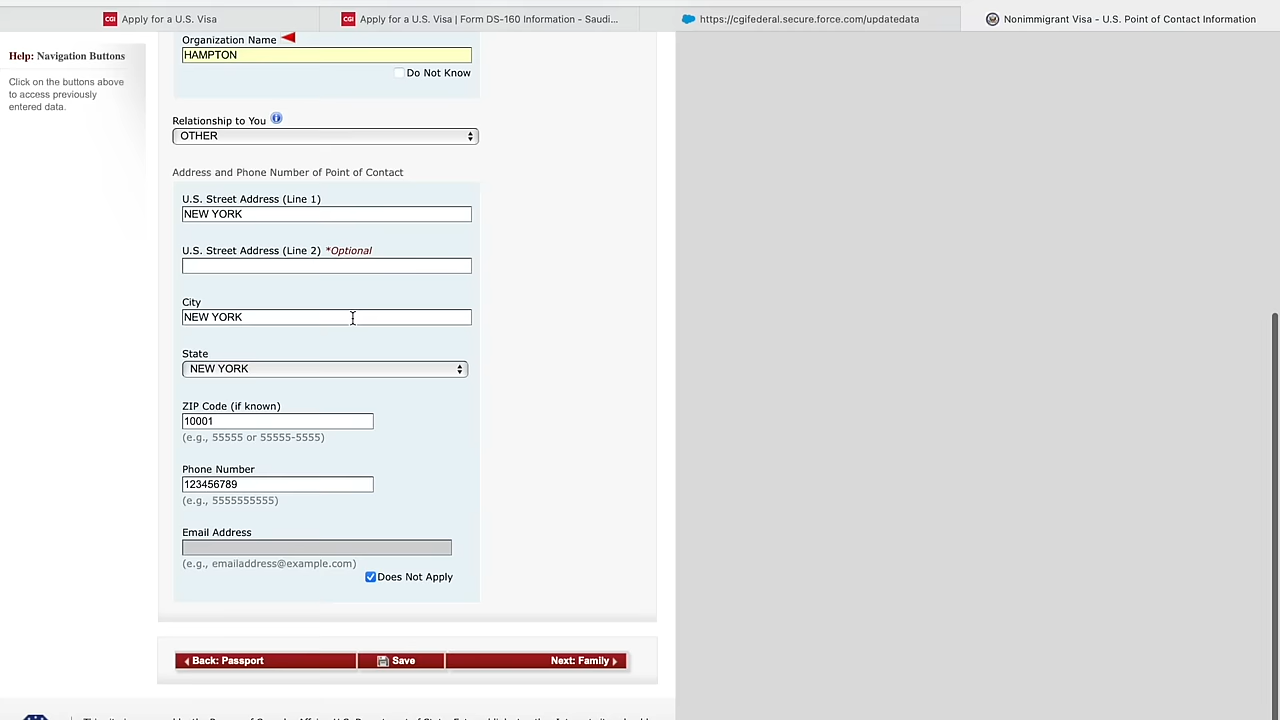 Apply for a U.S. Visa
Apply for a U.S. Visa | Form DS-160 Information - Saudi...
https://cgifederal.secure.force.com/updatedata
Nonimmigrant Visa - U.S. Point of Contact Information
Help: Navigation Buttons
Click on the buttons above
to access previously
entered data.
Organization Name
HAMPTON
Do Not Know
Relationship to You
OTHER
Address and Phone Number of Point of Contact
U.S. Street Address (Line 1)
NEW YORK
U.S. Street Address (Line 2) *Optional
City
NEW YORK
State
NEW YORK
ZIP Code (if known)
10001
(e.g., 55555 or 55555-5555)
Phone Number
123456789
(e.g., 5555555555)
Email Address
(e.g., emailaddress@example.com)
Does Not Apply
Back: Passport
Save
Next: Family